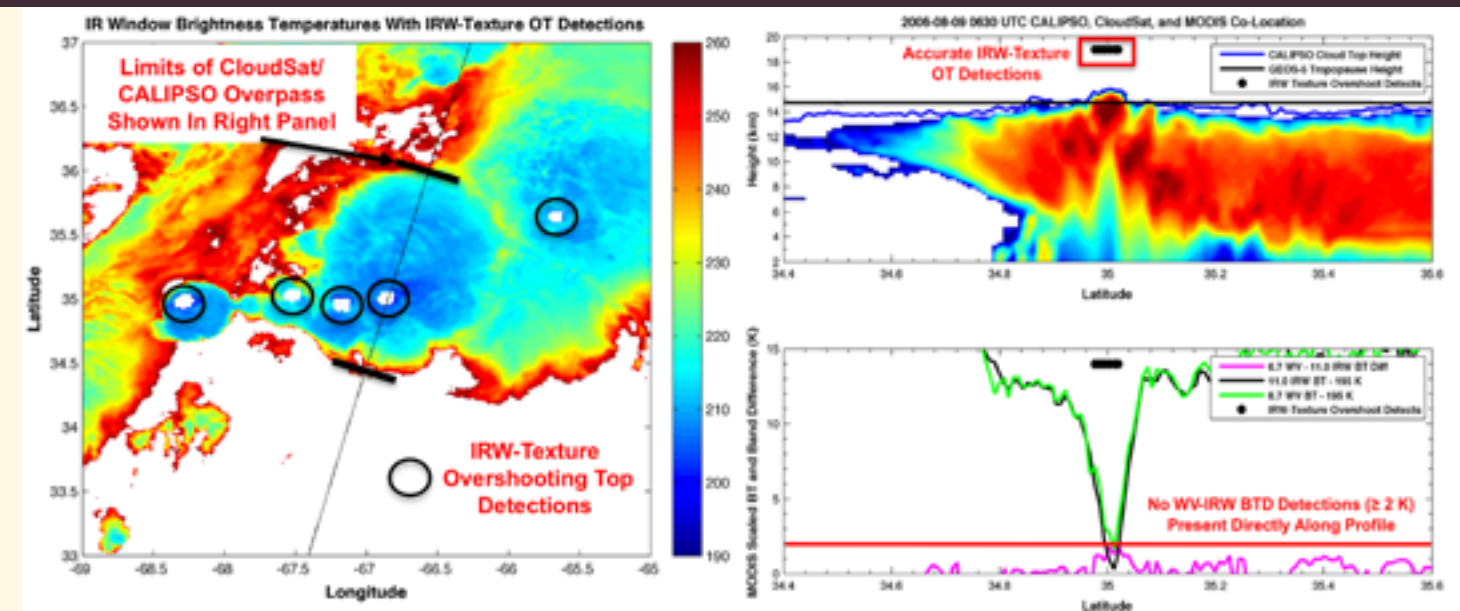 IR Window Brightness Temperatures With IRW-Texture OT Detections
Limits of CloudSat/
CALIPSO Overpass
Shown In Right Panel
IRW-Texture
Overshooting Top
Detections
Latitude
37
36.5
36
35.5
35
34.5
34
33.5
33
-69
-68.5
-68
-67.5
-67
-66.5
-66
-65.5
-65
Longitude
260
250
240
230
220
210
200
190
2006-08-09 0630 UTC CALIPSO, CloudSat, and MODIS Co-Location
Accurate IRW-Texture
OT Detections
CALIPSO Cloud Top Height
GEOS-5 Tropopause Height
IRW Texture Overshoot Detects
Height (km)
20
18
16
14
12
10
8
6
4
2
34.4
34.6
34.8
35
35.2
35.4
35.6
Latitude
MODIS Scaled BT and Band Difference (K)
15
10
5
0
6.7 WV - 11.0 IRW BT Diff
11.0 IRW BT - 195 K
6.7 WV BT - 195 K
IRW-Texture Overshoot Detects
No WV-IRW BTD Detections (≥ 2 K)
Present Directly Along Profile
34.4
34.6
34.8
35
35.2
35.4
35.6
Latitude